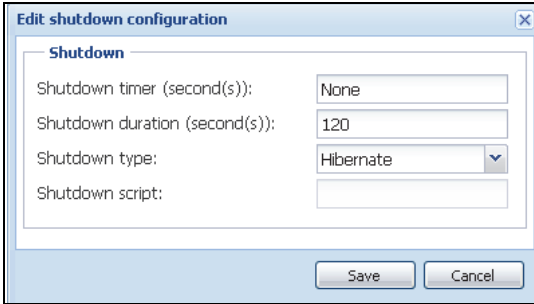 Edit shutdown configuration
Shutdown
Shutdown timer (second(s)): None
Shutdown duration (second(s)): 120
Shutdown type: Hibernate
Shutdown script:
Save Cancel